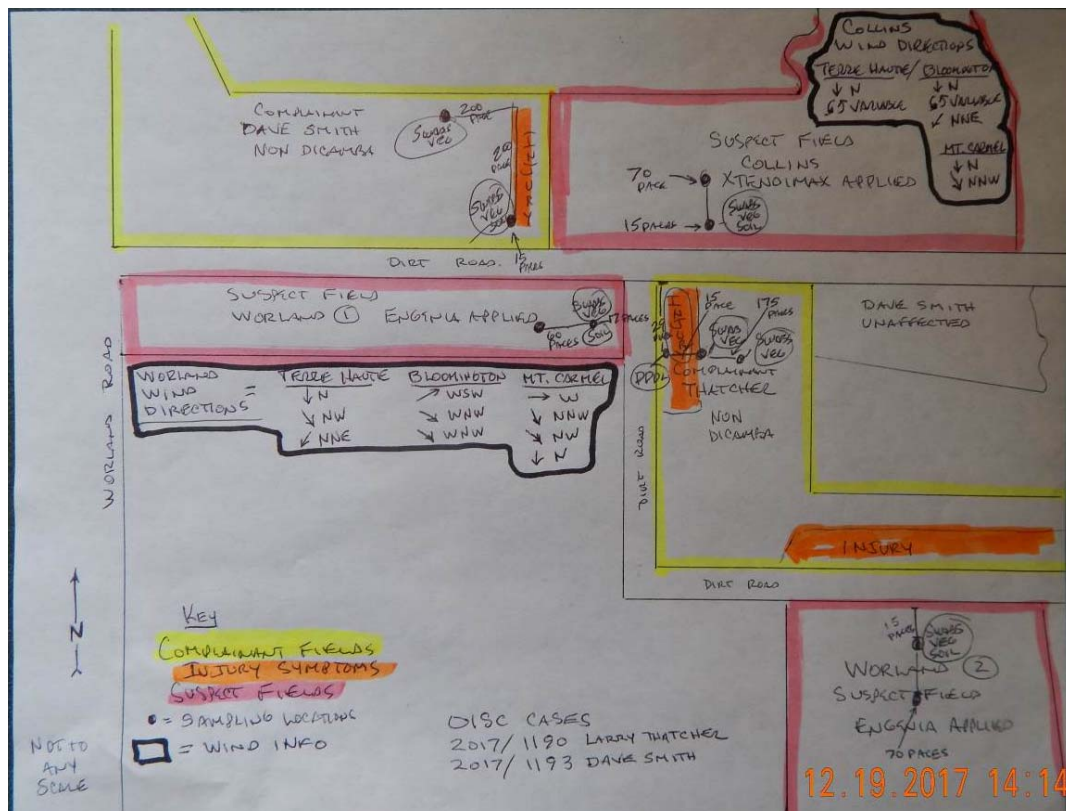 COLLINS
WIND DIRECTIONS
TERRE HAUTE/ BLOOMINGTON
↓ N ↓ N
65 VARIABLE 65 VARIABLE
↙ NNE
MT. CARMEL
↓ N
↘ NNW
COMPLAINANT
DAVE SMITH
NON DICAMBA
200 PACE
SWABS
VEG
200 PACE
INJURY
SWABS
VEG
SOIL
15 PACES
SUSPECT FIELD
COLLINS
XTENDIMAX APPLIED
70 PACE
15 PACES
SWABS
VEG
SOIL
DIRT ROAD
SUSPECT FIELD
WORLAND ① ENGENIA APPLIED
60 PACES
SWABS
VEG
SOIL
17 PACES
INJURY
25
15 PACE
175 PACES
SWABS
VEG
SWABS
VEG
PPDL
COMPLAINANT
THATCHER
NON
DICAMBA
DAVE SMITH
UNAFFECTED
WORLAND ROAD
WORLAND
WIND
DIRECTIONS =
TERRE HAUTE BLOOMINGTON MT. CARMEL
↓ N ↗ WSW → W
↘ NW ↘ WNW ↘ NNW
↙ NNE ↘ WNW ↘ NW
↓ N
DIRT ROAD
INJURY
DIRT ROAD
15 PACES
SWABS
VEG
SOIL
WORLAND ②
SUSPECT FIELD
ENGENIA APPLIED
70 PACES
N
KEY
COMPLAINANT FIELDS
INJURY SYMPTOMS
SUSPECT FIELDS
● = SAMPLING LOCATIONS
= WIND INFO
NOT TO
ANY
SCALE
OISC CASES
2017/1190 LARRY THATCHER
2017/1193 DAVE SMITH
12.19.2017 14:14